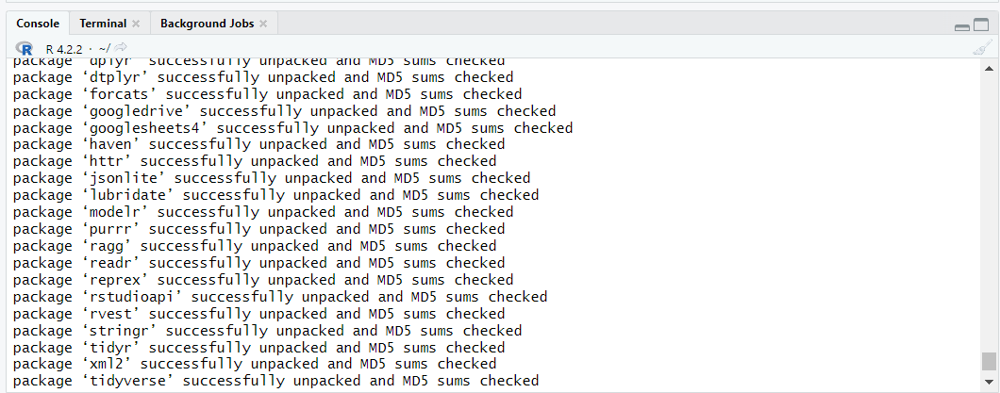 Console Terminal Background Jobs
R R 4.2.2 · ~/
package ‘dplyr’ successfully unpacked and MD5 sums checked
package ‘dtplyr’ successfully unpacked and MD5 sums checked
package ‘forcats’ successfully unpacked and MD5 sums checked
package ‘googledrive’ successfully unpacked and MD5 sums checked
package ‘googlesheets4’ successfully unpacked and MD5 sums checked
package ‘haven’ successfully unpacked and MD5 sums checked
package ‘httr’ successfully unpacked and MD5 sums checked
package ‘jsonlite’ successfully unpacked and MD5 sums checked
package ‘lubridate’ successfully unpacked and MD5 sums checked
package ‘modelr’ successfully unpacked and MD5 sums checked
package ‘purrr’ successfully unpacked and MD5 sums checked
package ‘ragg’ successfully unpacked and MD5 sums checked
package ‘readr’ successfully unpacked and MD5 sums checked
package ‘reprex’ successfully unpacked and MD5 sums checked
package ‘rstudioapi’ successfully unpacked and MD5 sums checked
package ‘rvest’ successfully unpacked and MD5 sums checked
package ‘stringr’ successfully unpacked and MD5 sums checked
package ‘tidyr’ successfully unpacked and MD5 sums checked
package ‘xml2’ successfully unpacked and MD5 sums checked
package ‘tidyverse’ successfully unpacked and MD5 sums checked